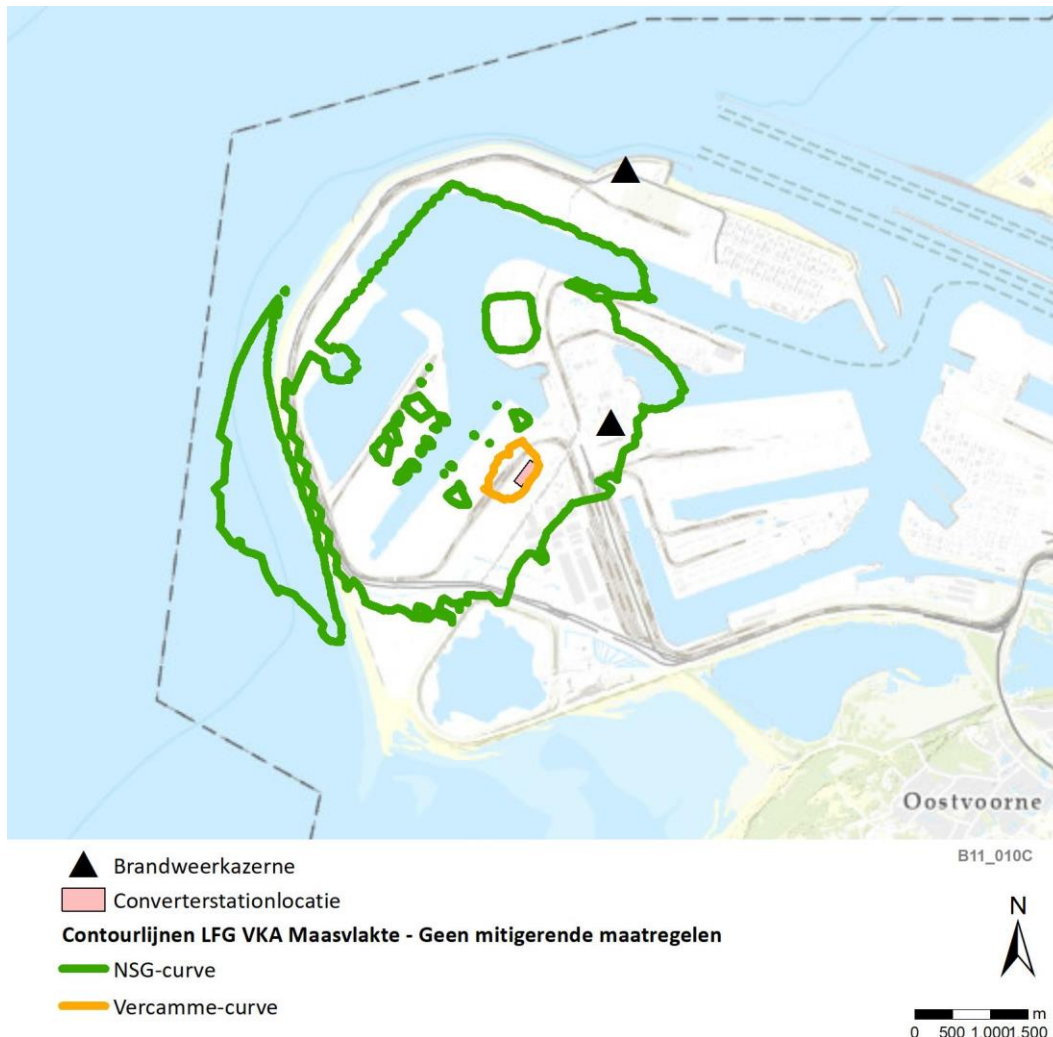 Oostvoorne
B11_010C
Brandweerkazerne
Converterstationlocatie
Contourlijnen LFG VKA Maasvlakte - Geen mitigerende maatregelen
NSG-curve
Vercamme-curve
N
m
0 500 1.0001.500